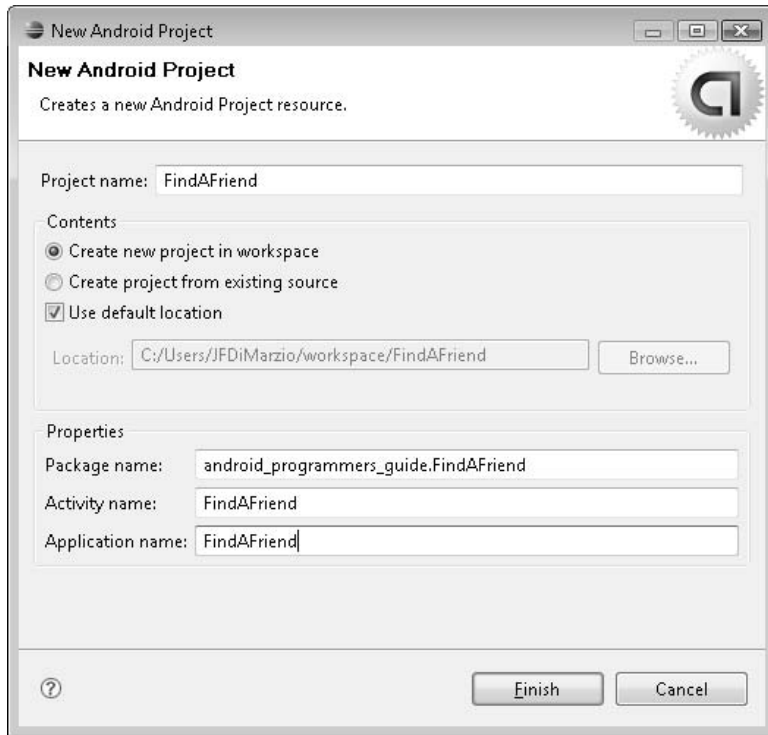 New Android Project
New Android Project
Creates a new Android Project resource.
Project name: FindAFriend
Contents
Create new project in workspace
Create project from existing source
Use default location
Location: C:/Users/JFDiMarzio/workspace/FindAFriend Browse...
Properties
Package name: android_programmers_guide.FindAFriend
Activity name: FindAFriend
Application name: FindAFriend
? Finish Cancel